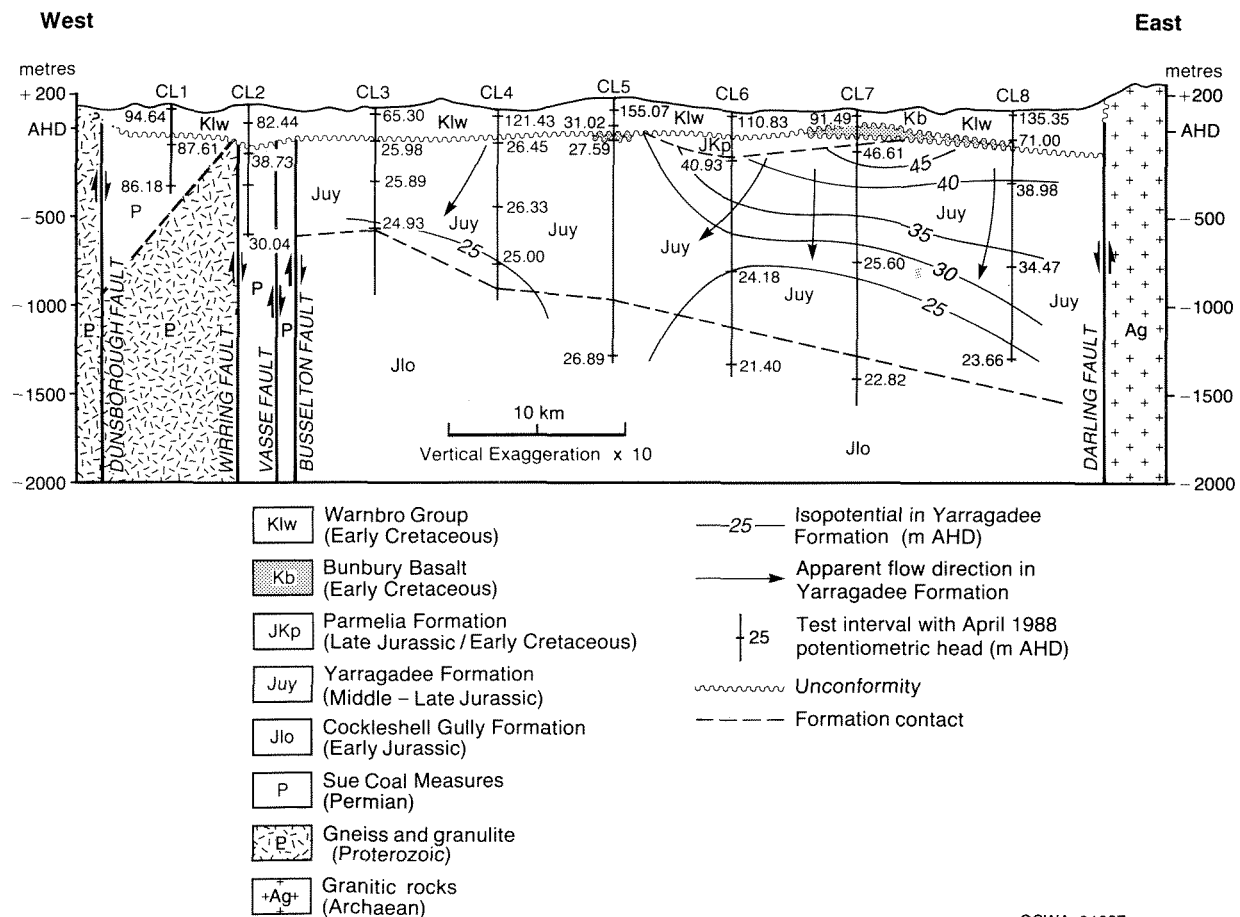 West
East
metres
metres
+200
AHD
−500
−1000
−1500
−2000
+200
AHD
−500
−1000
−1500
−2000
CL1
CL2
CL3
CL4
CL5
CL6
CL7
CL8
94.64
Klw
82.44
65.30
Klw
121.43
31.02
155.07
Klw
110.83
91.49
Kb
Klw
135.35
87.61
38.73
25.98
26.45
27.59
JKp
40.93
46.61
45
71.00
86.18
P
Juy
25.89
26.33
40
38.98
30.04
24.93
25
Juy
Juy
25.00
Juy
35
Juy
P
P
24.18
Juy
25.60
30
34.47
Juy
25
P
P
P
P
26.89
21.40
22.82
23.66
Ag
Jlo
Jlo
DUNSBOROUGH FAULT
WIRRING FAULT
VASSE FAULT
BUSSELTON FAULT
DARLING FAULT
10 km
Vertical Exaggeration x 10
Klw Warnbro Group
(Early Cretaceous)
Kb Bunbury Basalt
(Early Cretaceous)
JKp Parmelia Formation
(Late Jurassic / Early Cretaceous)
Juy Yarragadee Formation
(Middle – Late Jurassic)
Jlo Cockleshell Gully Formation
(Early Jurassic)
P Sue Coal Measures
(Permian)
P Gneiss and granulite
(Proterozoic)
Ag Granitic rocks
(Archaean)
25 Isopotential in Yarragadee
Formation (m AHD)
Apparent flow direction in
Yarragadee Formation
25 Test interval with April 1988
potentiometric head (m AHD)
Unconformity
Formation contact